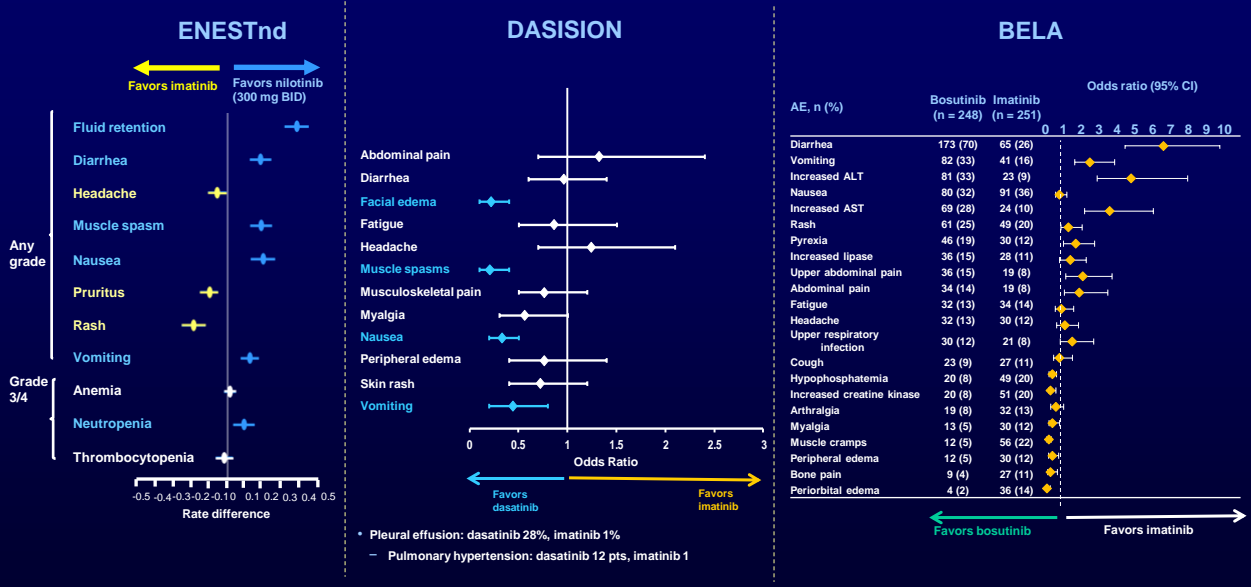 ENESTnd
Favors imatinib
Favors nilotinib
(300 mg BID)
Any
grade
Fluid retention
Diarrhea
Headache
Muscle spasm
Nausea
Pruritus
Rash
Vomiting
Grade
3/4
Anemia
Neutropenia
Thrombocytopenia
-0.5 -0.4 -0.3 -0.2 -0.1 0 0.1 0.2 0.3 0.4 0.5
Rate difference
DASISION
Abdominal pain
Diarrhea
Facial edema
Fatigue
Headache
Muscle spasms
Musculoskeletal pain
Myalgia
Nausea
Peripheral edema
Skin rash
Vomiting
0 0.5 1 1.5 2 2.5 3
Odds Ratio
Favors
dasatinib
Favors
imatinib
• Pleural effusion: dasatinib 28%, imatinib 1%
– Pulmonary hypertension: dasatinib 12 pts, imatinib 1
BELA
Odds ratio (95% CI)
AE, n (%)
Bosutinib
(n = 248)
Imatinib
(n = 251)
0 1 2 3 4 5 6 7 8 9 10
Diarrhea 173 (70) 65 (26)
Vomiting 82 (33) 41 (16)
Increased ALT 81 (33) 23 (9)
Nausea 80 (32) 91 (36)
Increased AST 69 (28) 24 (10)
Rash 61 (25) 49 (20)
Pyrexia 46 (19) 30 (12)
Increased lipase 36 (15) 28 (11)
Upper abdominal pain 36 (15) 19 (8)
Abdominal pain 34 (14) 19 (8)
Fatigue 32 (13) 34 (14)
Headache 32 (13) 30 (12)
Upper respiratory
infection 30 (12) 21 (8)
Cough 23 (9) 27 (11)
Hypophosphatemia 20 (8) 49 (20)
Increased creatine kinase 20 (8) 51 (20)
Arthralgia 19 (8) 32 (13)
Myalgia 13 (5) 30 (12)
Muscle cramps 12 (5) 56 (22)
Peripheral edema 12 (5) 30 (12)
Bone pain 9 (4) 27 (11)
Periorbital edema 4 (2) 36 (14)
Favors bosutinib
Favors imatinib